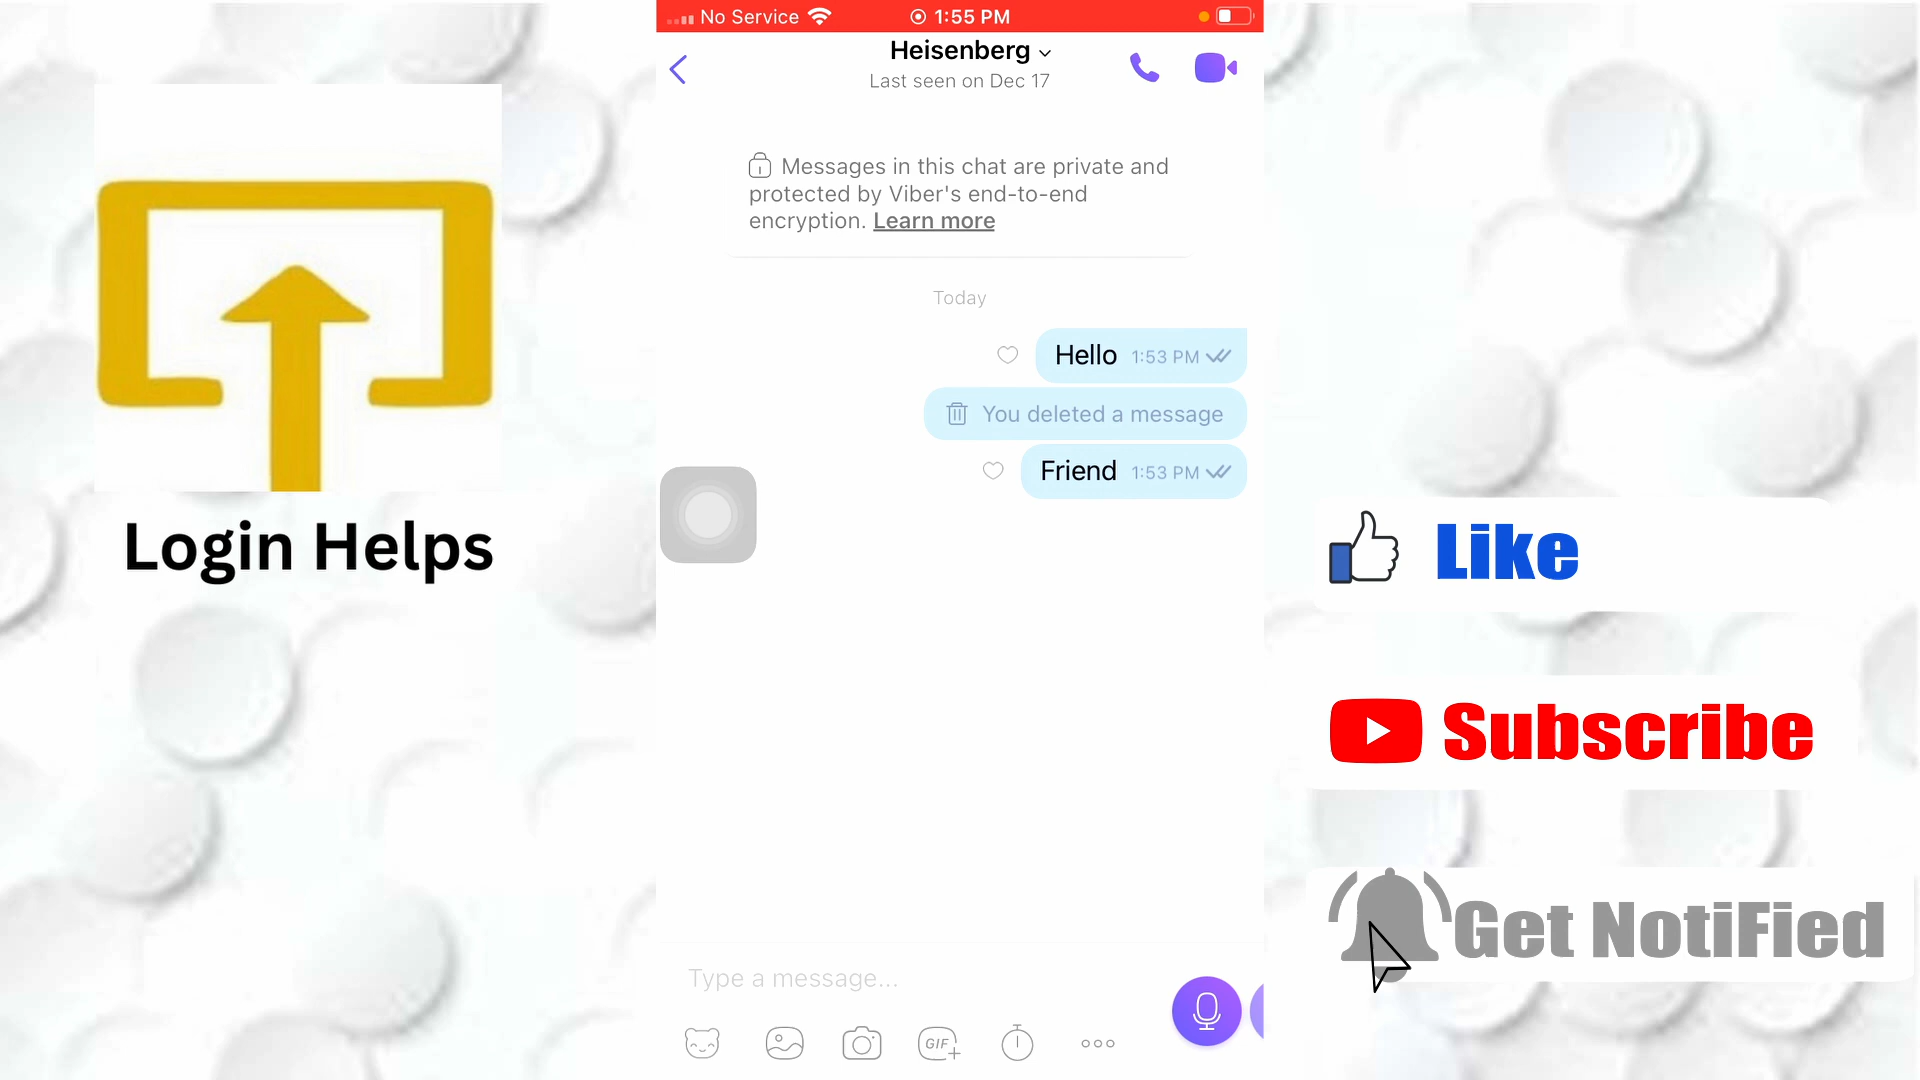 No Service
1:55 PM
Heisenberg
Last seen on Dec 17
Messages in this chat are private and
protected by Viber's end-to-end
encryption. Learn more
Today
Hello 1:53 PM
You deleted a message
Friend 1:53 PM
Type a message...
GIF
Login Helps
Like
Subscribe
Get NotiFied